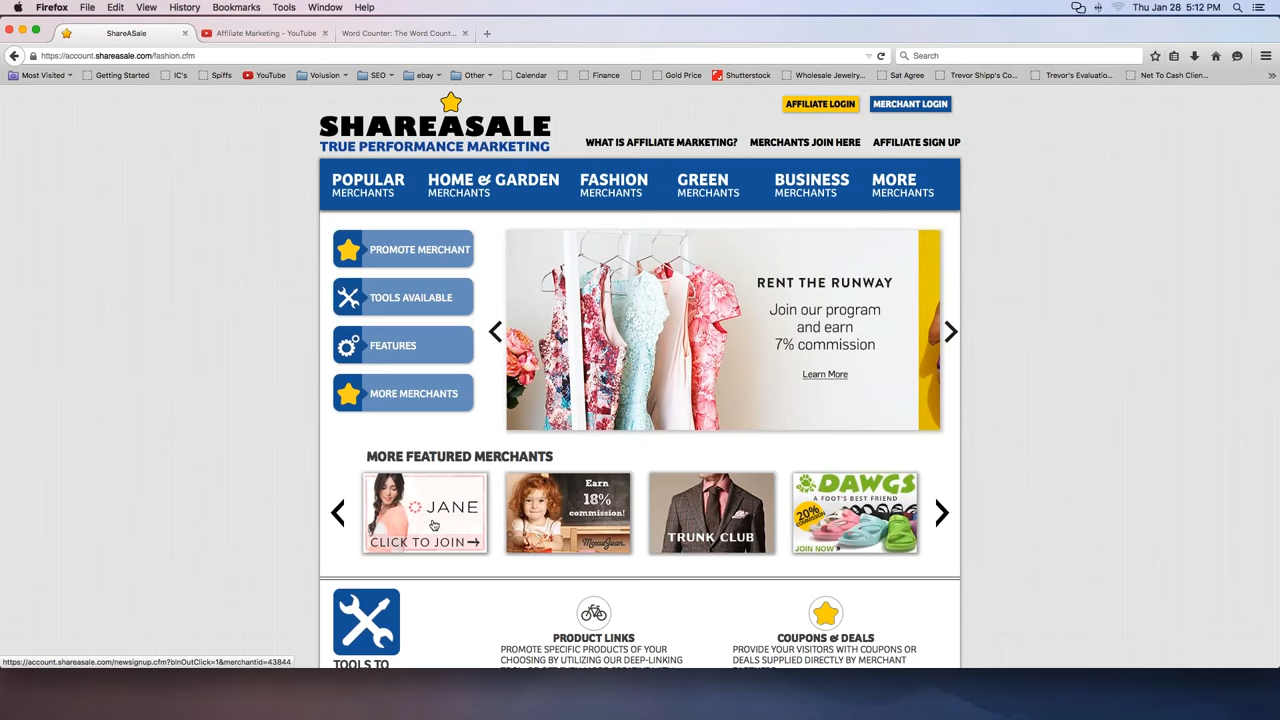 Firefox File Edit View History Bookmarks Tools Window Help Thu Jan 28 5:12 PM
ShareASale Affiliate Marketing - YouTube Word Counter: The Word Count...
https://account.shareasale.com/fashion.cfm Search
Most Visited Getting Started IC's Spiffs YouTube Volusion SEO ebay Other Calendar Finance Gold Price Shutterstock Wholesale Jewelry... Sat Agree Trevor Shipp's Co... Trevor's Evaluatio... Net To Cash Clien...
AFFILIATE LOGIN MERCHANT LOGIN
SHAREASALE
TRUE PERFORMANCE MARKETING
WHAT IS AFFILIATE MARKETING? MERCHANTS JOIN HERE AFFILIATE SIGN UP
POPULAR HOME & GARDEN FASHION GREEN BUSINESS MORE
MERCHANTS MERCHANTS MERCHANTS MERCHANTS MERCHANTS MERCHANTS
PROMOTE MERCHANT
TOOLS AVAILABLE
FEATURES
MORE MERCHANTS
RENT THE RUNWAY
Join our program
and earn
7% commission
Learn More
MORE FEATURED MERCHANTS
JANE
CLICK TO JOIN
Earn
18%
commission!
MoxieJean
TRUNK CLUB
DAWGS
A FOOT'S BEST FRIEND
20%
COMMISSION
JOIN NOW »
TOOLS TO
PRODUCT LINKS
PROMOTE SPECIFIC PRODUCTS OF YOUR
CHOOSING BY UTILIZING OUR DEEP-LINKING
COUPONS & DEALS
PROVIDE YOUR VISITORS WITH COUPONS OR
DEALS SUPPLIED DIRECTLY BY MERCHANT
https://account.shareasale.com/newsignup.cfm?blnOutClick=1&merchantid=43844